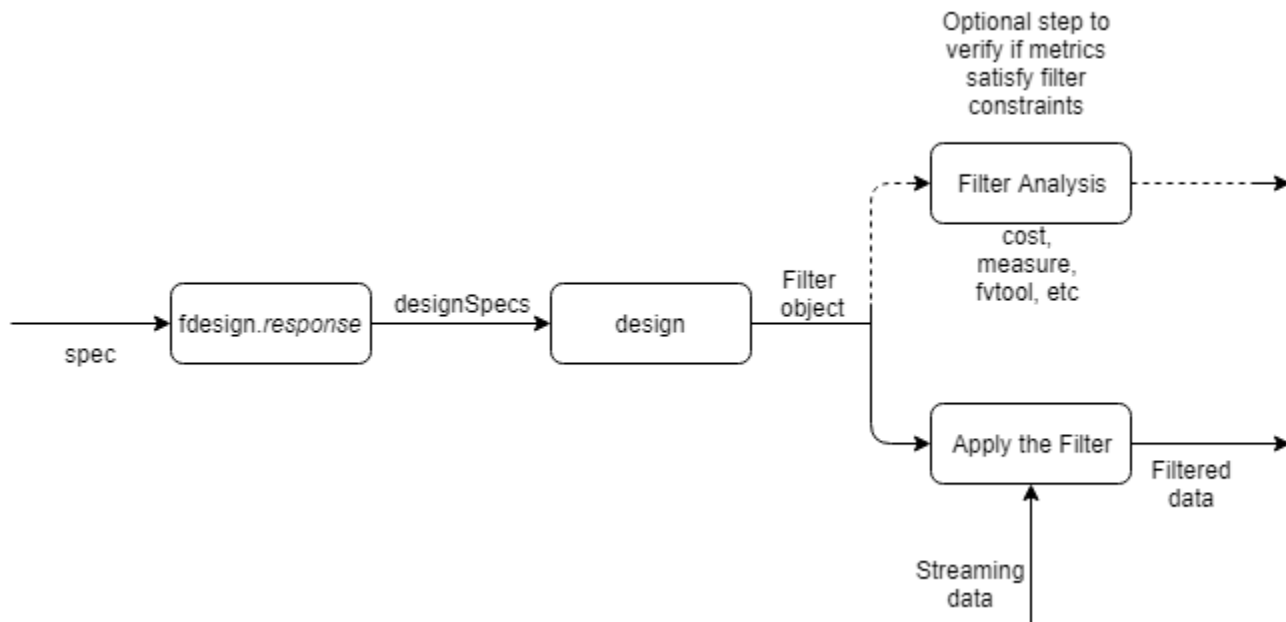 Optional step to
verify if metrics
satisfy filter
constraints
Filter Analysis
cost,
measure,
fvtool, etc
Filter
object
designSpecs
fdesign.response
design
spec
Apply the Filter
Filtered
data
Streaming
data